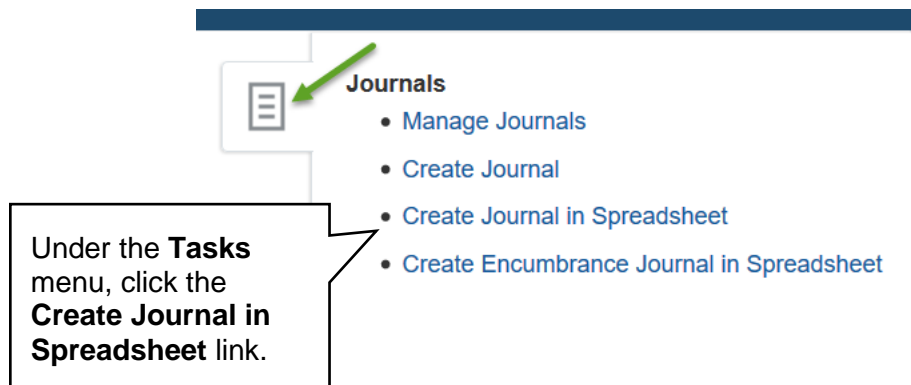 Journals
Manage Journals
Create Journal
Create Journal in Spreadsheet
Create Encumbrance Journal in Spreadsheet
Under the Tasks
menu, click the
Create Journal in
Spreadsheet link.